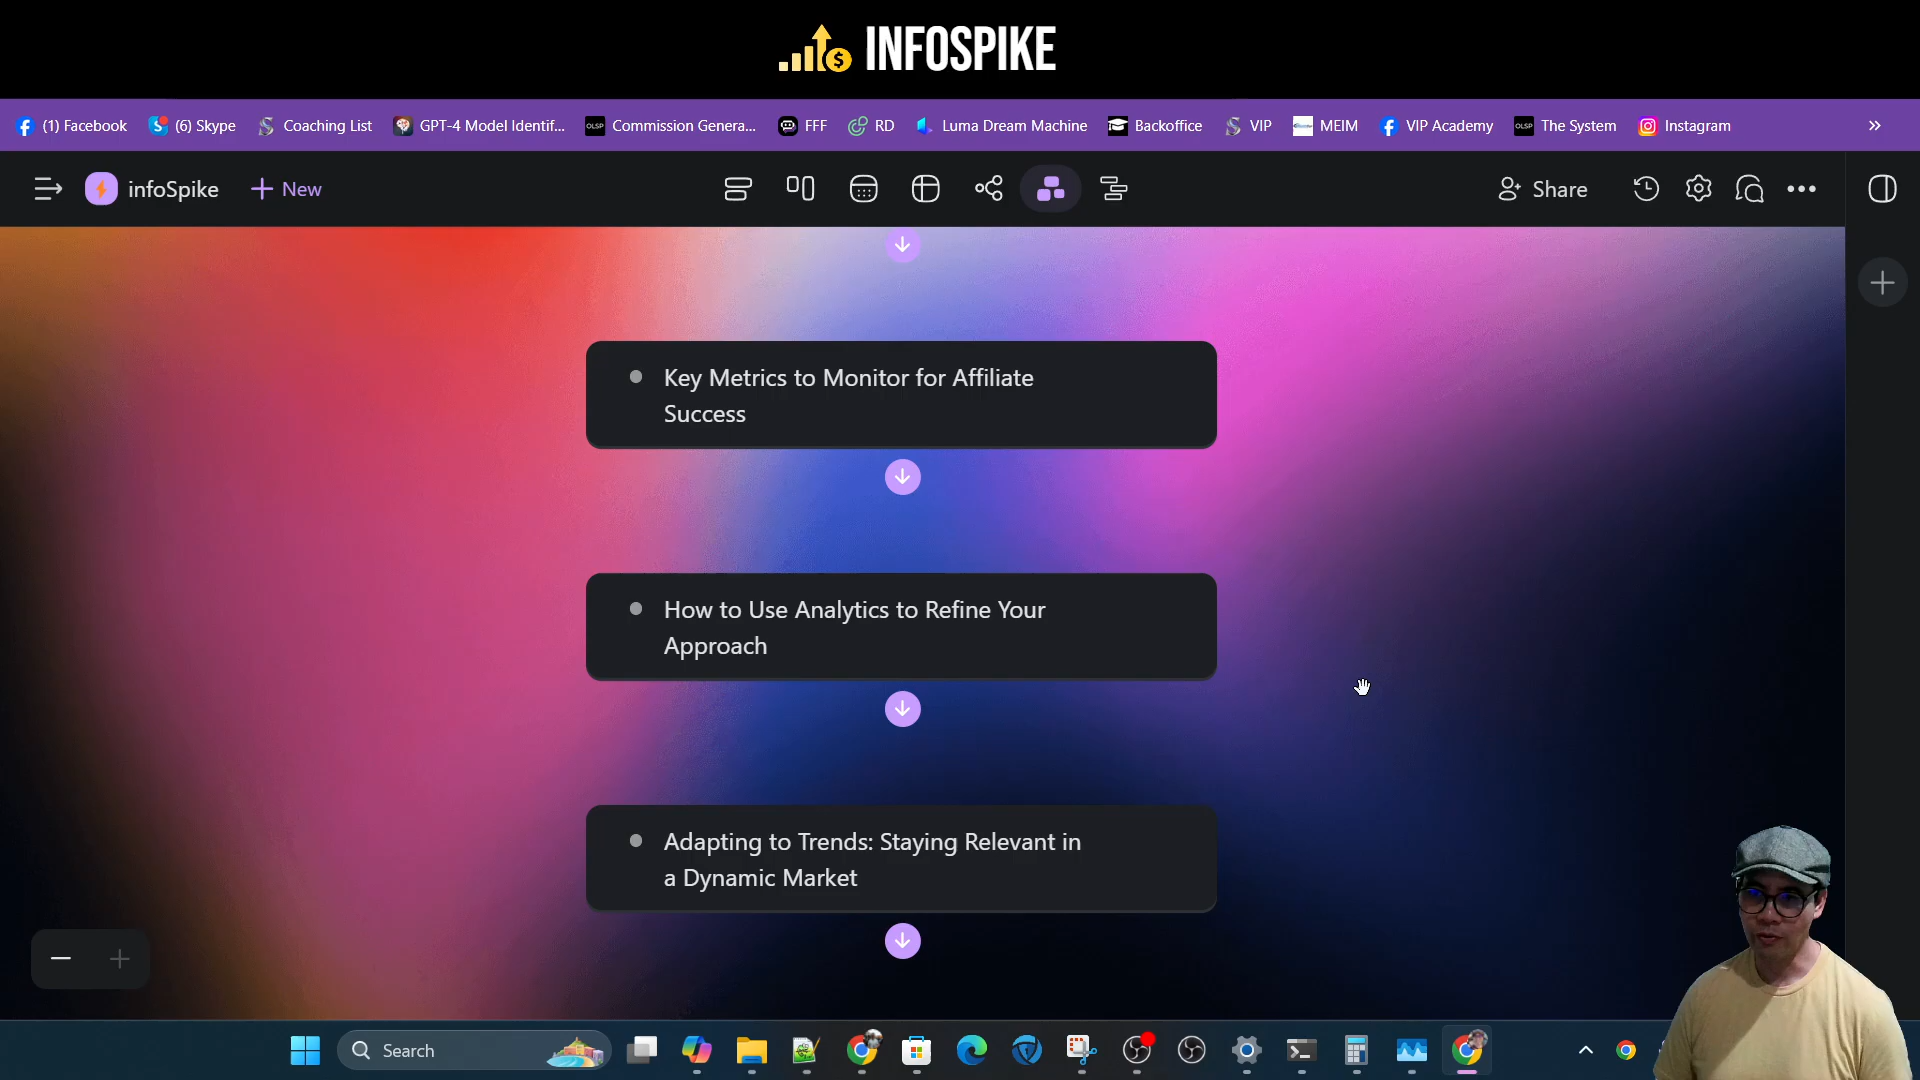 INFOSPIKE
(1) Facebook (6) Skype Coaching List GPT-4 Model Identif... Commission Genera... FFF RD Luma Dream Machine Backoffice VIP MEIM VIP Academy The System Instagram »
infoSpike + New Share
Key Metrics to Monitor for Affiliate
Success
How to Use Analytics to Refine Your
Approach
Adapting to Trends: Staying Relevant in
a Dynamic Market
Search